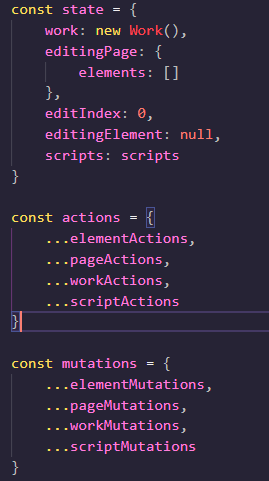 const state = {
    work: new Work(),
    editingPage: {
        elements: []
    },
    editIndex: 0,
    editingElement: null,
    scripts: scripts
}

const actions = {
    ...elementActions,
    ...pageActions,
    ...workActions,
    ...scriptActions
}

const mutations = {
    ...elementMutations,
    ...pageMutations,
    ...workMutations,
    ...scriptMutations
}